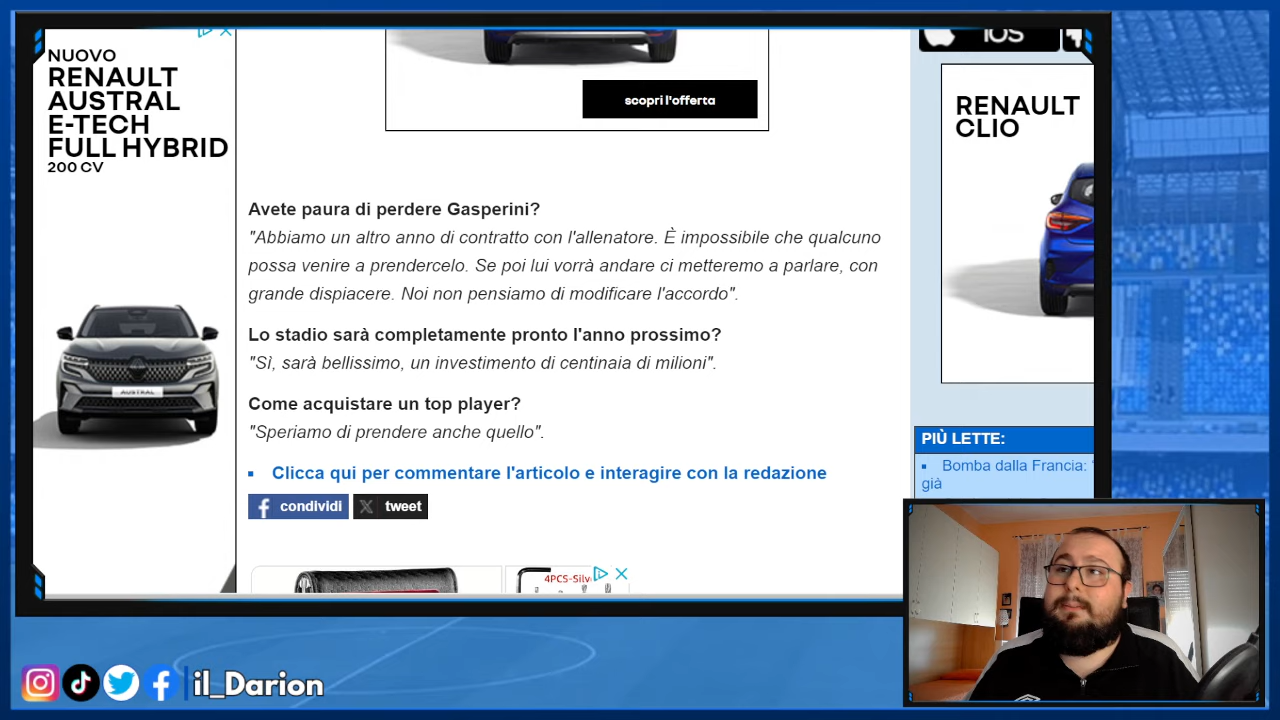 NUOVO
RENAULT
AUSTRAL
E-TECH
FULL HYBRID
200 CV
AUSTRAL
scopri l'offerta
Avete paura di perdere Gasperini?
"Abbiamo un altro anno di contratto con l'allenatore. È impossibile che qualcuno
possa venire a prendercelo. Se poi lui vorrà andare ci metteremo a parlare, con
grande dispiacere. Noi non pensiamo di modificare l'accordo".
Lo stadio sarà completamente pronto l'anno prossimo?
"Sì, sarà bellissimo, un investimento di centinaia di milioni".
Come acquistare un top player?
"Speriamo di prendere anche quello".
Clicca qui per commentare l'articolo e interagire con la redazione
condividi
tweet
4PCS-Silv
iOS
RENAULT
CLIO
PIÙ LETTE:
Bomba dalla Francia: "
già
il_Darion